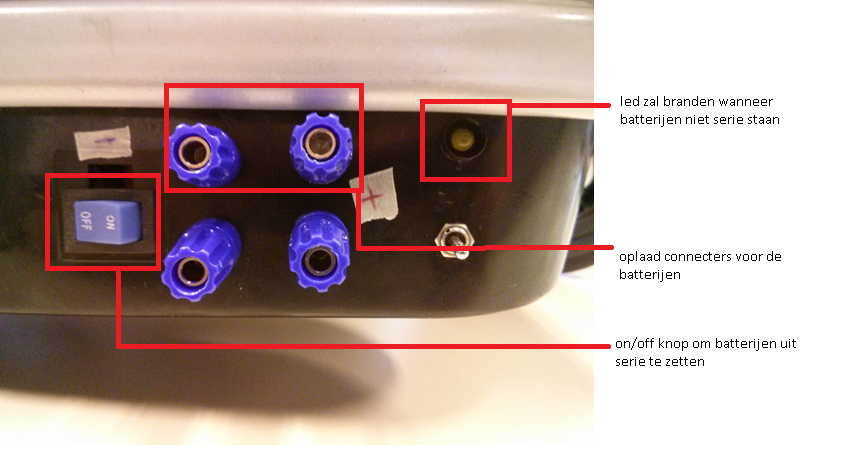 led zal branden wanneer
batterijen niet serie staan
-
+
OFF
ON
oplaad connecters voor de
batterijen
on/off knop om batterijen uit
serie te zetten